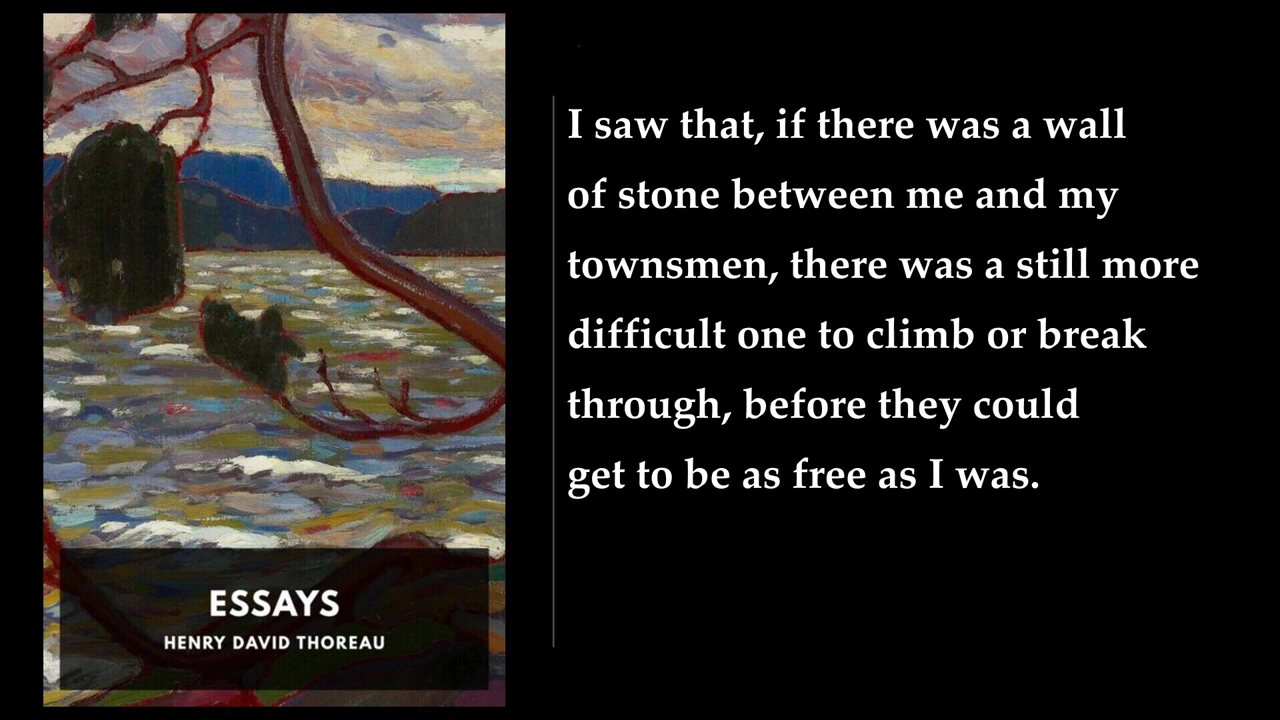 ESSAYS
HENRY DAVID THOREAU
I saw that, if there was a wall
of stone between me and my
townsmen, there was a still more
difficult one to climb or break
through, before they could
get to be as free as I was.